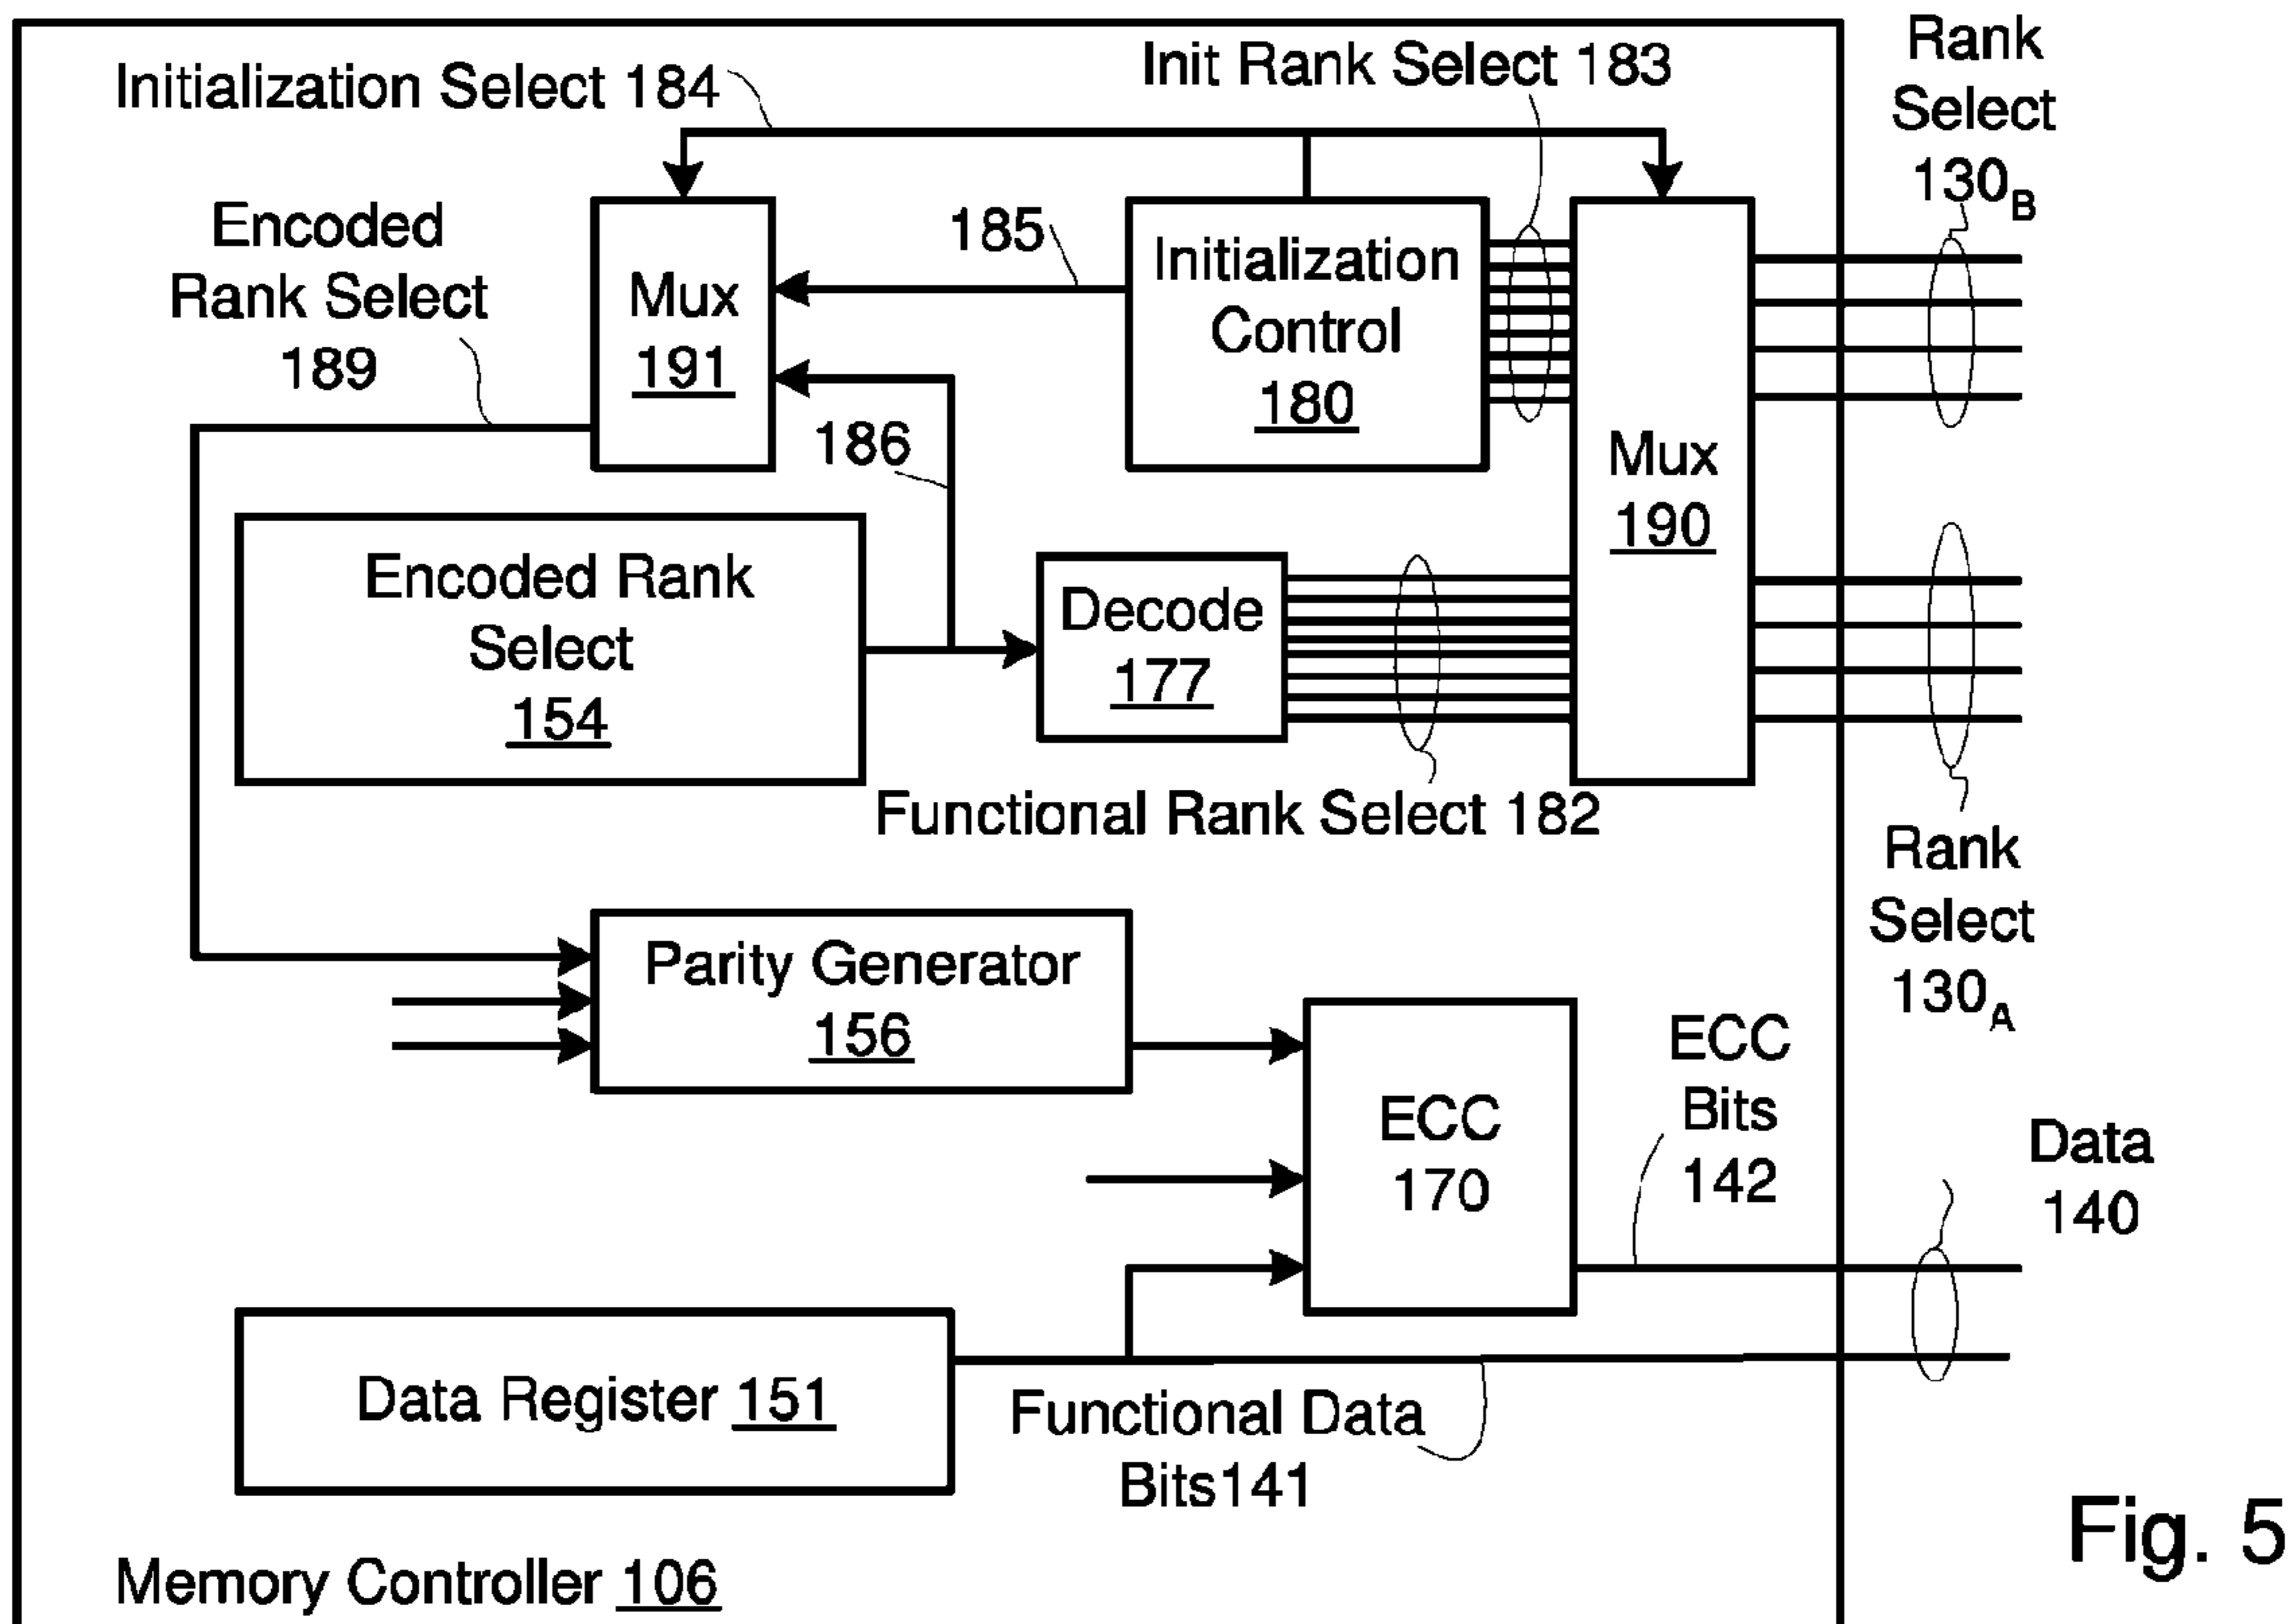 Initialization Select 184
Init Rank Select 183
Rank
Select
130B
Encoded
Rank Select
189
Mux
191
185
Initialization
Control
180
186
Mux
190
Encoded Rank
Select
154
Decode
177
Functional Rank Select 182
Rank
Select
130A
Parity Generator
156
ECC
170
ECC
Bits
142
Data
140
Data Register 151
Functional Data
Bits141
Memory Controller 106
Fig. 5